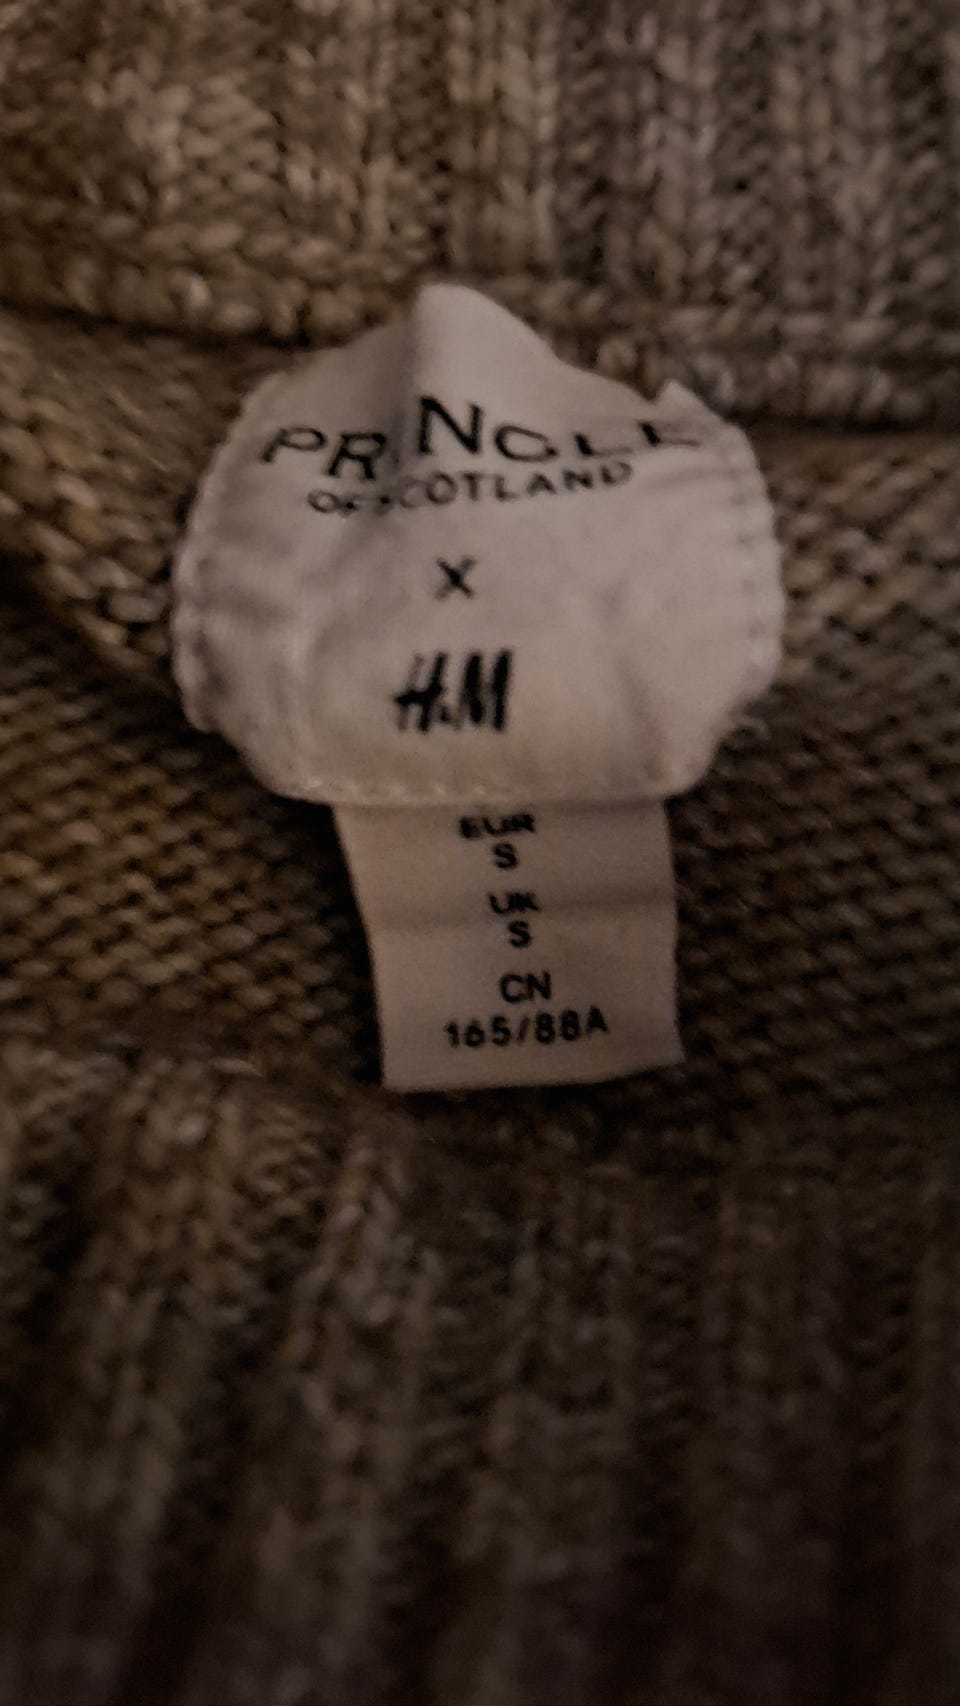 PRINGLE
OF SCOTLAND
X
H&M
EUR
S
UK
S
CN
165/88A